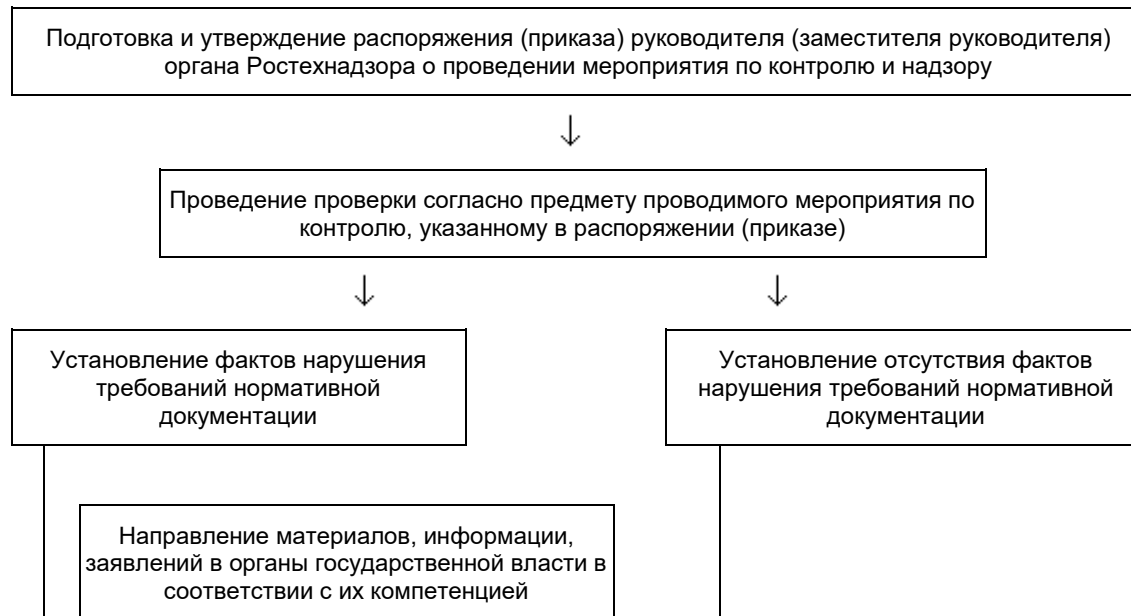 Подготовка и утверждение распоряжения (приказа) руководителя (заместителя руководителя)
органа Ростехнадзора о проведении мероприятия по контролю и надзору
Проведение проверки согласно предмету проводимого мероприятия по
контролю, указанному в распоряжении (приказе)
Установление фактов нарушения
требований нормативной
документации
Установление отсутствия фактов
нарушения требований нормативной
документации
Направление материалов, информации,
заявлений в органы государственной власти в
соответствии с их компетенцией